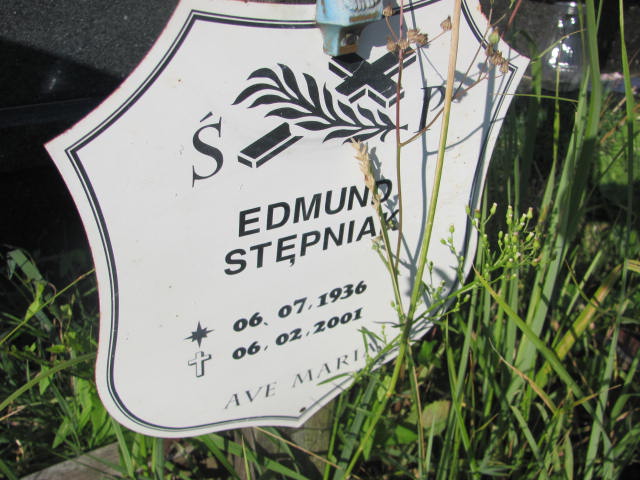 Ś P
EDMUND
STĘPNIAK
06.07.1936
06.02.2001
AVE MARIA